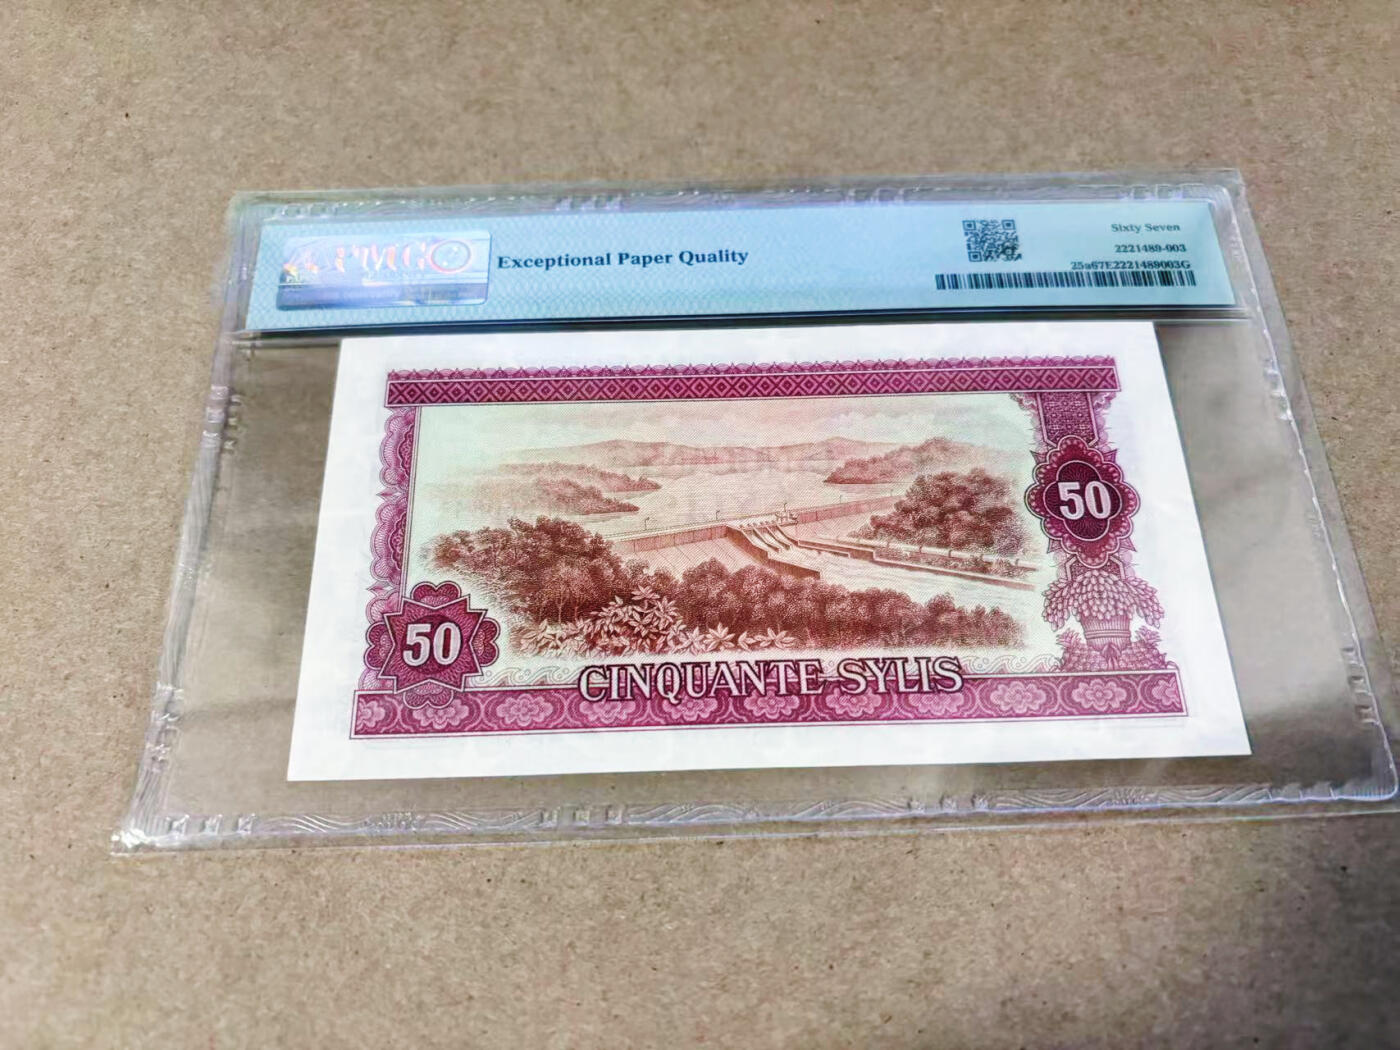 PMG
Exceptional Paper Quality
Sixty Seven
2221489-003
25a67E2221489003G
50
50
CINQUANTE SYLIS